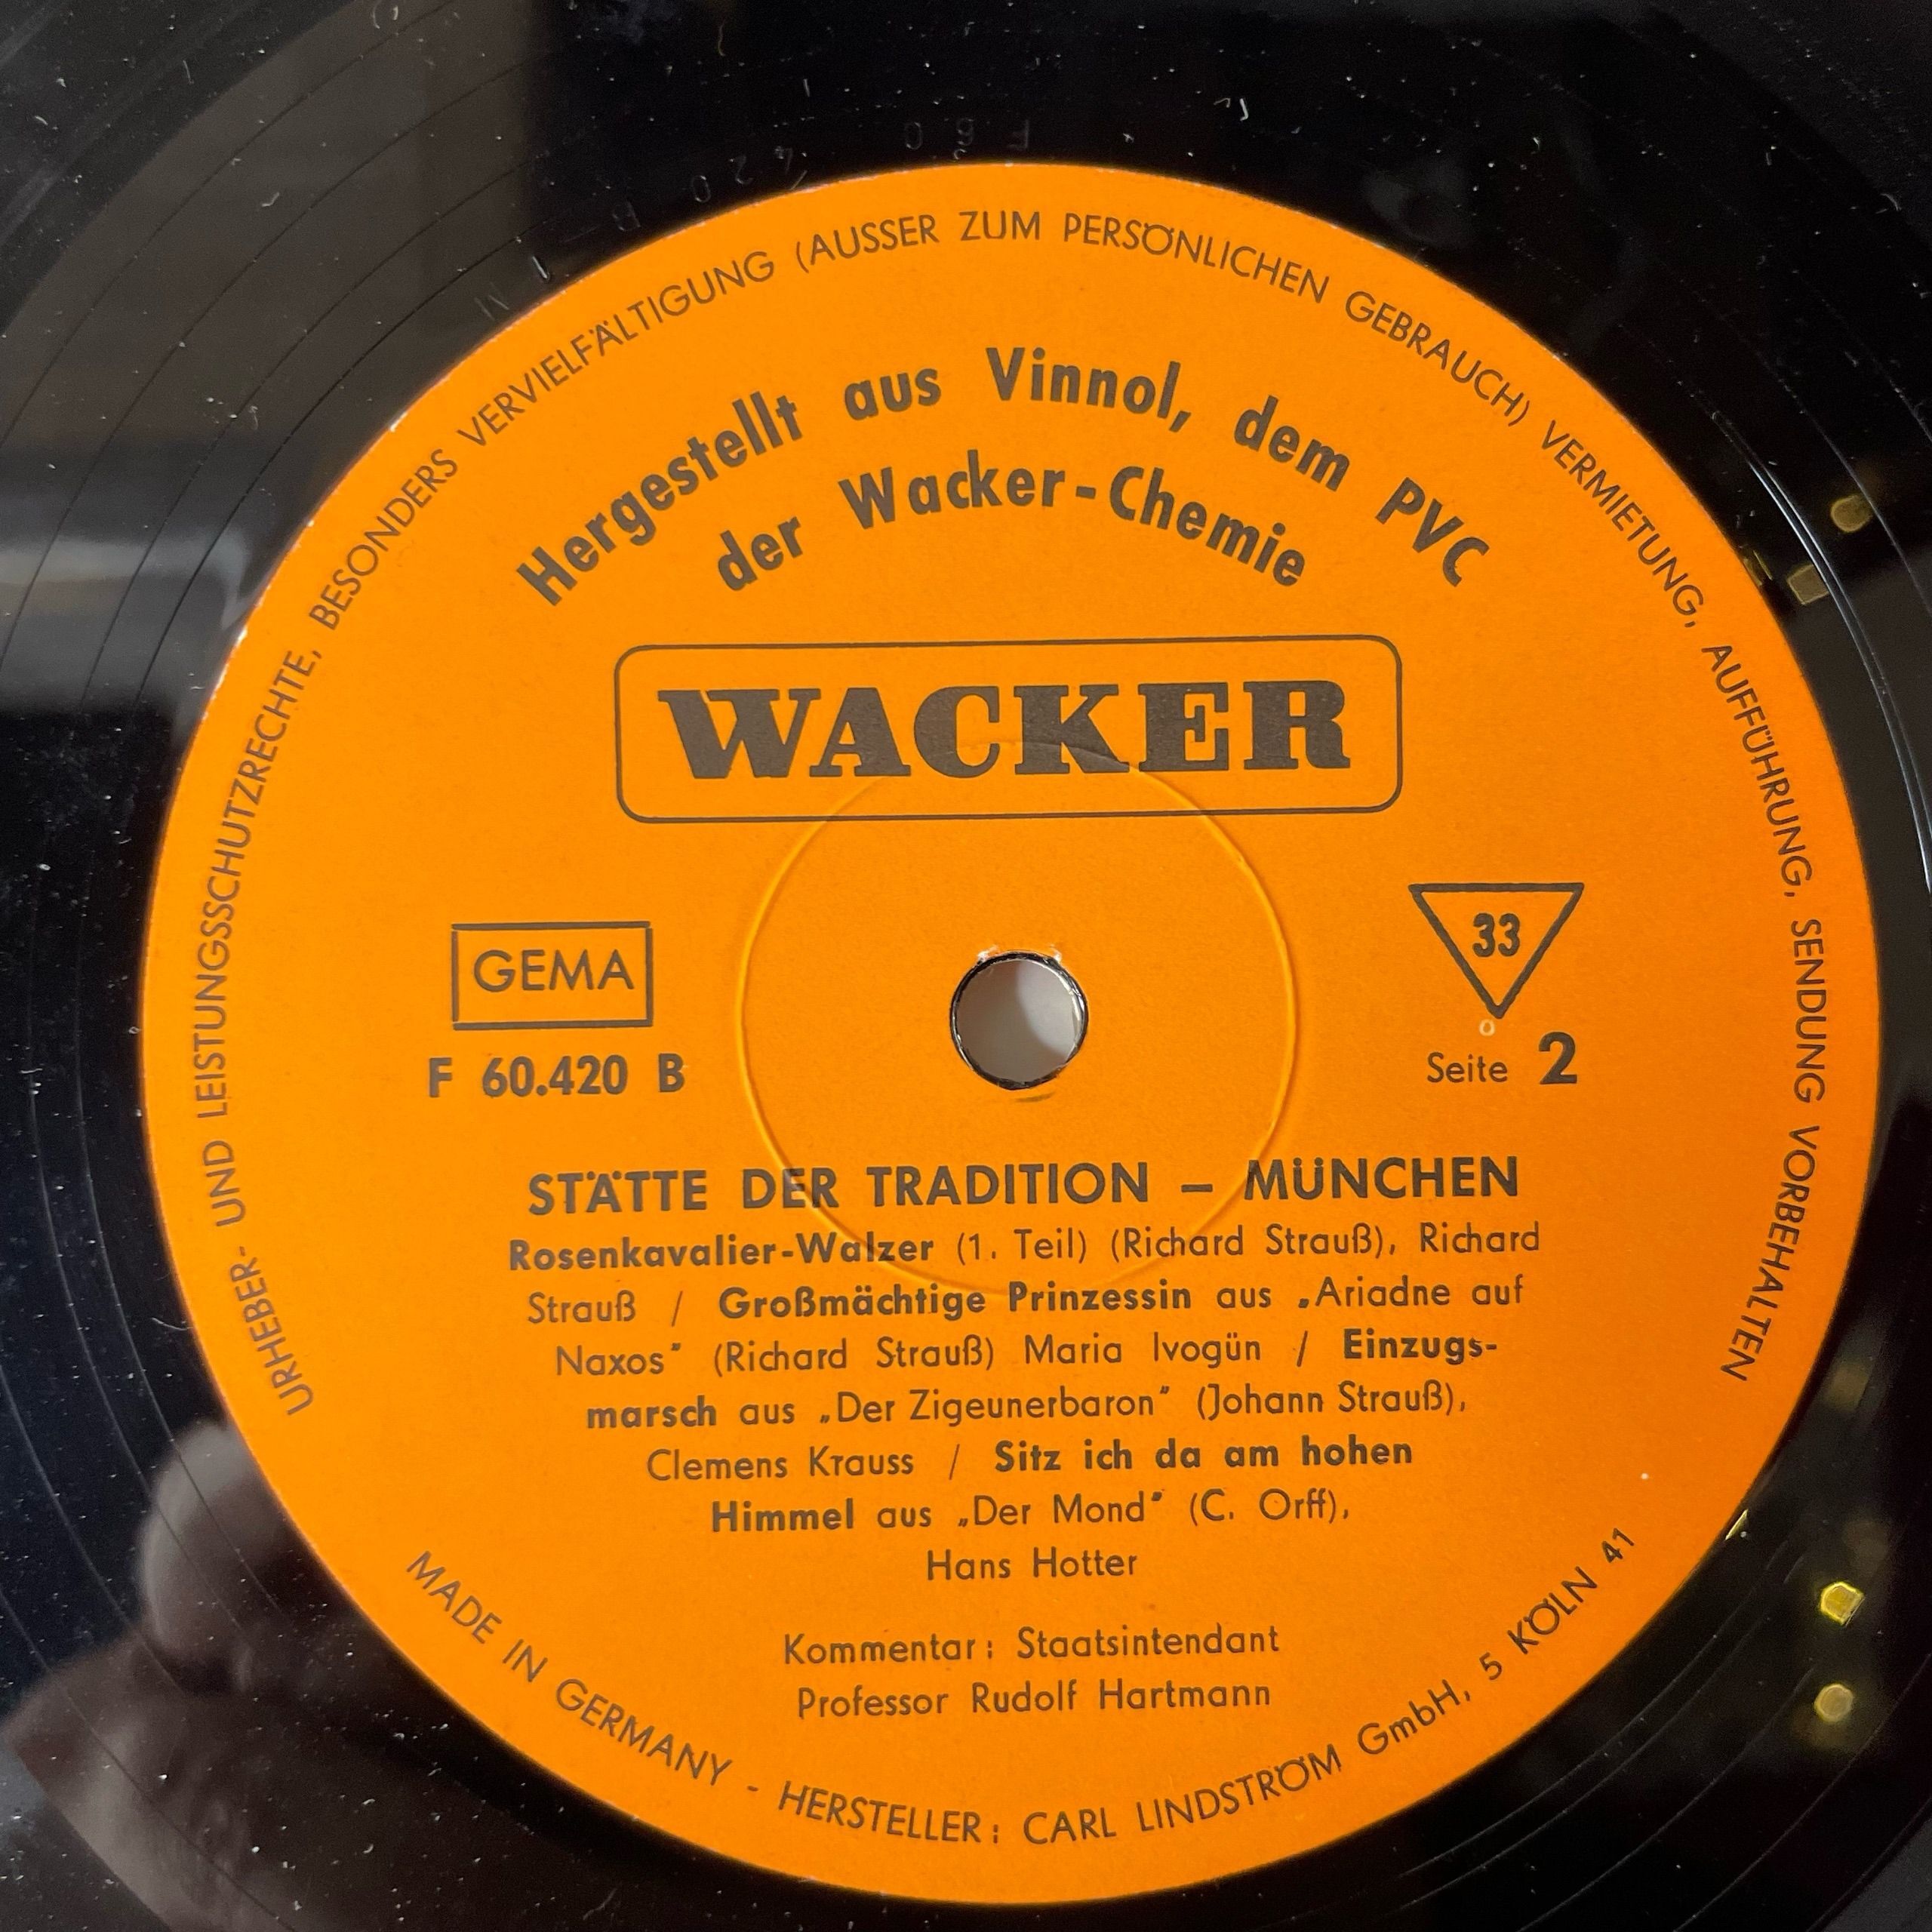 URHEBER- UND LEISTUNGSSCHUTZRECHTE, BESONDERS VERVIELFÄLTIGUNG (AUSSER ZUM PERSÖNLICHEN GEBRAUCH) VERMIETUNG, AUFFÜHRUNG, SENDUNG VORBEHALTEN
Hergestellt aus Vinnol, dem PVC
der Wacker-Chemie
WACKER
GEMA
33
F 60.420 B
Seite 2
STÄTTE DER TRADITION – MÜNCHEN
Rosenkavalier-Walzer (1. Teil) (Richard Strauß), Richard
Strauß / Großmächtige Prinzessin aus „Ariadne auf
Naxos" (Richard Strauß) Maria Ivogün / Einzugs-
marsch aus „Der Zigeunerbaron" (Johann Strauß),
Clemens Krauss / Sitz ich da am hohen
Himmel aus „Der Mond" (C. Orff),
Hans Hotter
Kommentar: Staatsintendant
Professor Rudolf Hartmann
MADE IN GERMANY - HERSTELLER: CARL LINDSTRÖM GmbH, 5 KÖLN 41